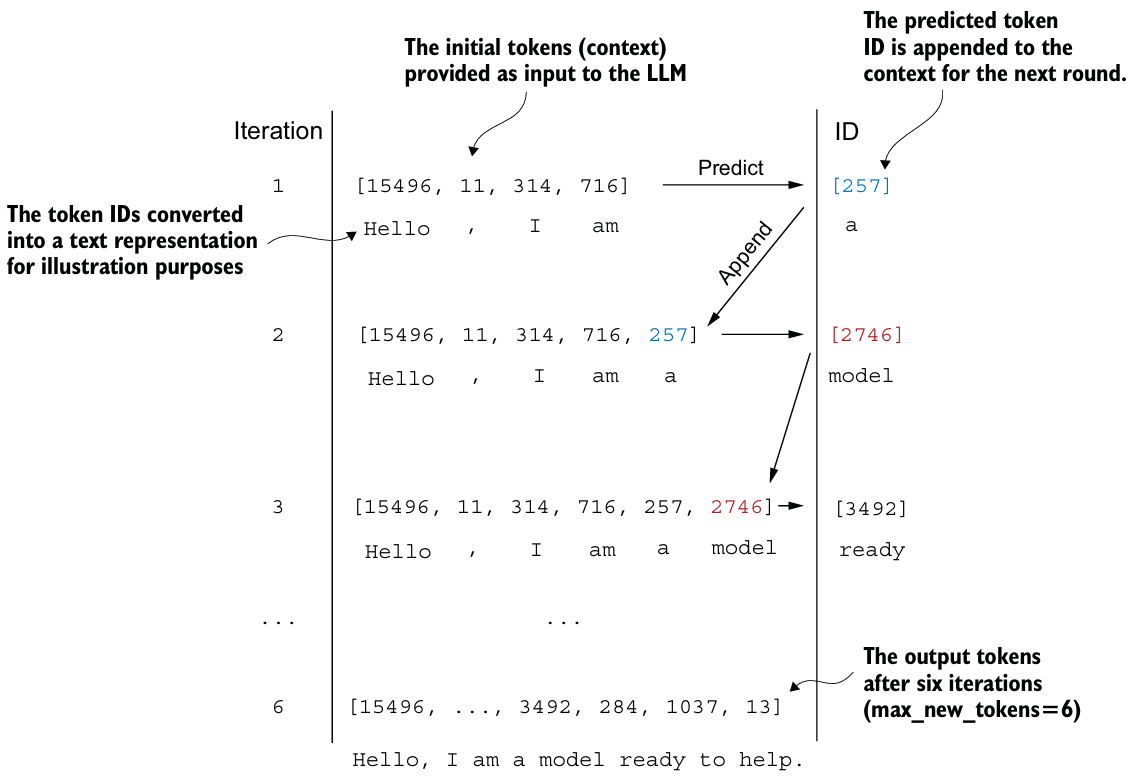 The predicted token
ID is appended to the
context for the next round.
The initial tokens (context)
provided as input to the LLM
Iteration
ID
1
[15496, 11, 314, 716]
Predict
[257]
The token IDs converted
into a text representation
for illustration purposes
Hello , I am
a
Append
2
[15496, 11, 314, 716, 257]
[2746]
Hello , I am a
model
3
[15496, 11, 314, 716, 257, 2746]
[3492]
Hello , I am a model
ready
...
...
The output tokens
after six iterations
(max_new_tokens=6)
6
[15496, ..., 3492, 284, 1037, 13]
Hello, I am a model ready to help.